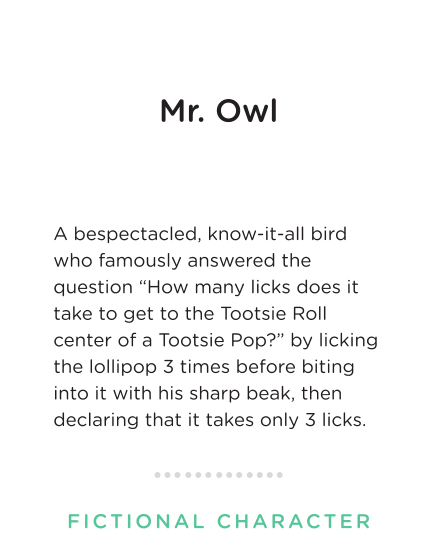 Mr. Owl
A bespectacled, know-it-all bird
who famously answered the
question “How many licks does it
take to get to the Tootsie Roll
center of a Tootsie Pop?” by licking
the lollipop 3 times before biting
into it with his sharp beak, then
declaring that it takes only 3 licks.
FICTIONAL CHARACTER